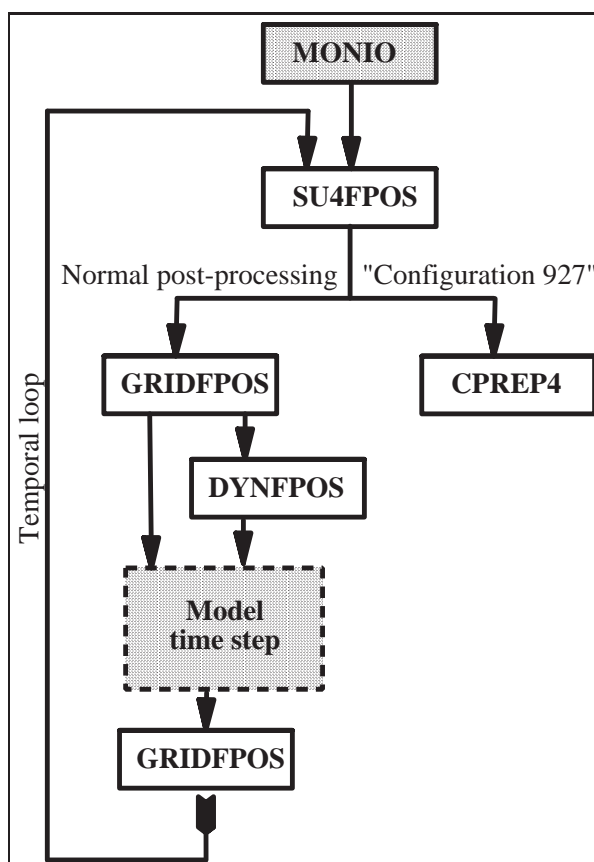 MONIO
SU4FPOS
Normal post-processing
"Configuration 927"
GRIDFPOS
CPREP4
Temporal loop
DYNFPOS
Model
time step
GRIDFPOS